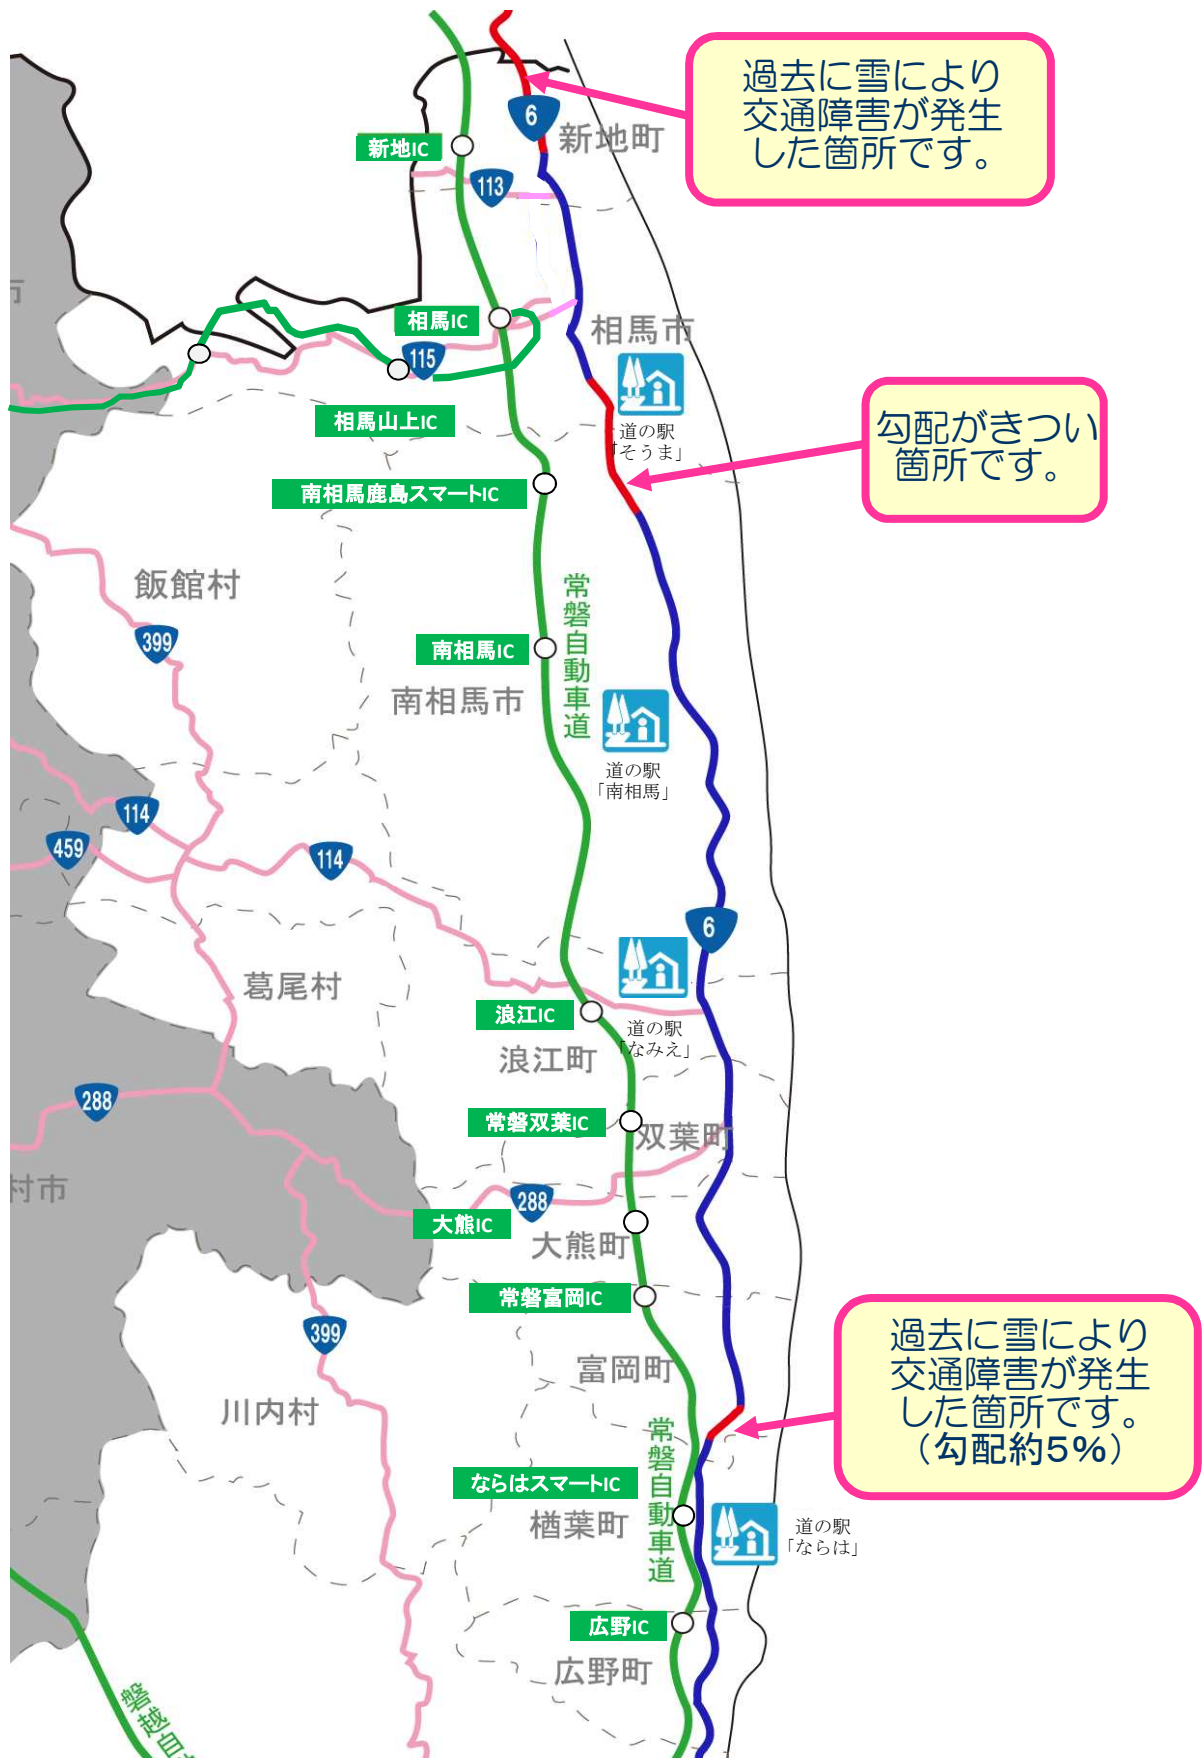 過去に雪により
交通障害が発生
した箇所です。
6
新地町
新地IC
113
市
相馬IC
相馬市
115
相馬山上IC
道の駅
「そうま」
勾配がきつい
箇所です。
南相馬鹿島スマートIC
飯舘村
常磐自動車道
399
南相馬IC
南相馬市
道の駅
「南相馬」
114
459
114
6
葛尾村
浪江IC
道の駅
「なみえ」
浪江町
288
常磐双葉IC
双葉町
村市
288
大熊IC
大熊町
常磐富岡IC
399
過去に雪により
交通障害が発生
した箇所です。
（勾配約5%）
富岡町
川内村
常磐自動車道
ならはスマートIC
楢葉町
道の駅
「ならは」
広野IC
広野町
磐越自動